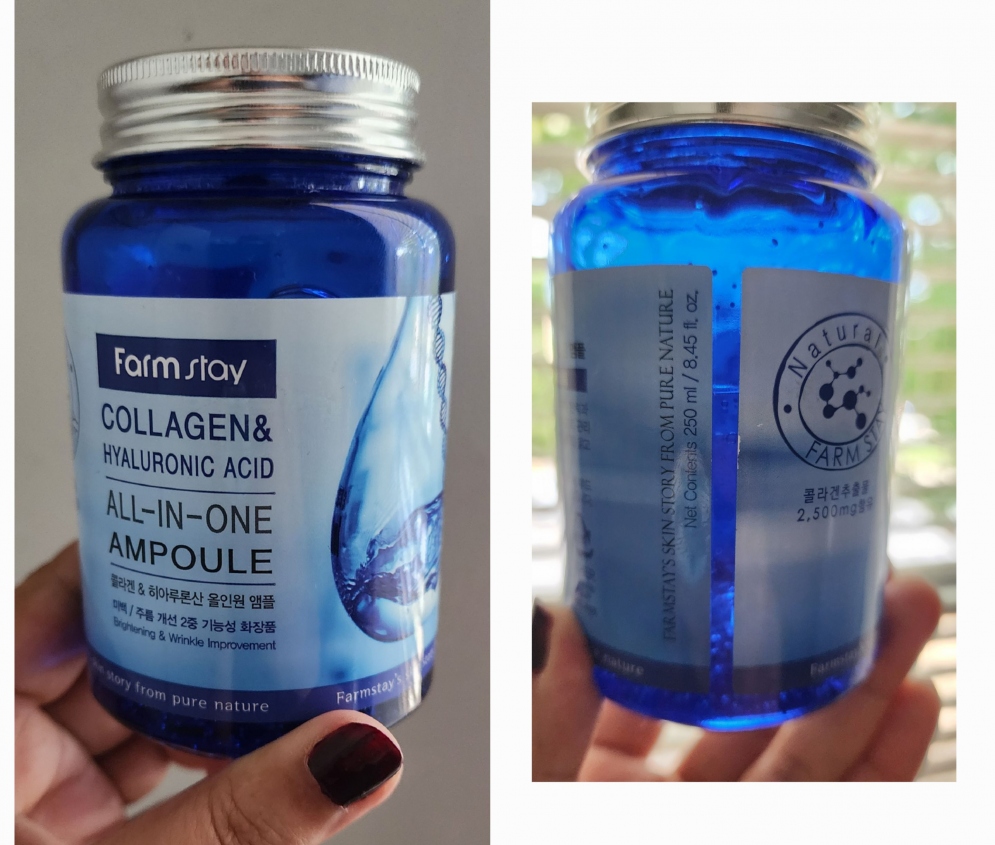 Farm stay
COLLAGEN&
HYALURONIC ACID
ALL-IN-ONE
AMPOULE
콜라겐 & 히아루론산 올인원 앰플
미백 / 주름 개선 2중 기능성 화장품
Brightening & Wrinkle Improvement
story from pure nature
Farmstay's
FARMSTAY'S SKIN STORY FROM PURE NATURE
Net Contents 250 ml / 8.45 fl. oz.
nature
Natural
FARM STAY
콜라겐추출물
2,500mg함유